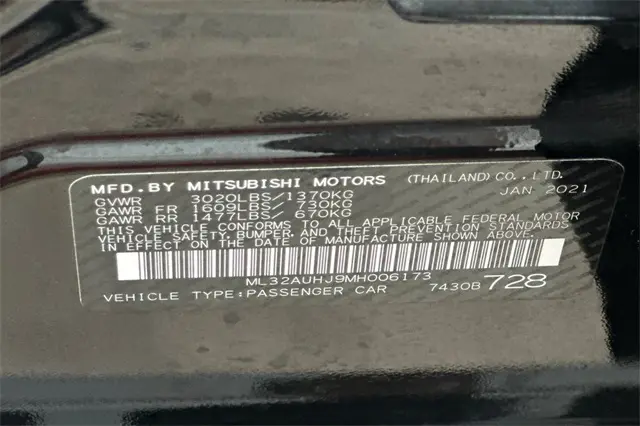 MFD.BY MITSUBISHI MOTORS (THAILAND) CO.,LTD.
GVWR 3020LBS/1370KG JAN 2021
GAWR FR 1609LBS/ 730KG
GAWR RR 1477LBS/ 670KG
THIS VEHICLE CONFORMS TO ALL APPLICABLE FEDERAL MOTOR
VEHICLE SAFETY, BUMPER, AND THEFT PREVENTION STANDARDS
IN EFFECT ON THE DATE OF MANUFACTURE SHOWN ABOVE.
ML32AUHJ9MH006173
VEHICLE TYPE:PASSENGER CAR 7430B 728